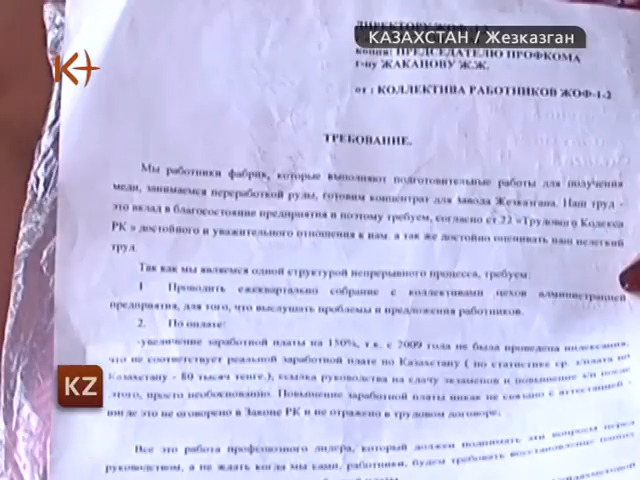 ДИРЕКТОРУ ЖОФ-1-2
КАЗАХСТАН / Жезказган
копия: ПРЕДСЕДАТЕЛЮ ПРОФКОМА
г-ну ЖАКАПОВУ Ж.Ж.
К+
от : КОЛЛЕКТИВА РАБОТНИКОВ ЖОФ-1-2
ТРЕБОВАНИЕ.
Мы работники фабрик, которые выполняют подготовительные работы для получения
меди, занимаемся переработкой руды, готовим концентрат для завода Жезказгана. Наш труд -
это вклад в благосостояние предприятия и поэтому требуем, согласно ст.22 «Трудового Кодекса
РК » достойного и уважительного отношения к нам, а так же достойно оценивать наш нелегкий
труд.
Так как мы являемся одной структурой непрерывного процесса, требуем:
1 Проводить ежеквартально собрание с коллективами цехов администрацией
предприятия, для того, что выслушать проблемы и предложения работников.
2. По оплате:
-увеличение заработной платы на 150%, т.к. с 2009 года не была проведена индексация,
что не соответствует реальной заработной плате по Казахстану ( по статистике ср. з/плата по
Казахстану - 80 тысяч тенге.), ссылка руководства на сдачу экзаменов и повышение з/п после
этого, просто необоснованно. Повышение заработной платы никак не связано с аттестацией -
нигде это не оговорено в Законе РК и не отражено в трудовом договоре;
KZ
Все это работа профсоюзного лидера, который должен поднимать эти вопросы перед
руководством, а не ждать когда мы сами, работники, будем требовать восстановление